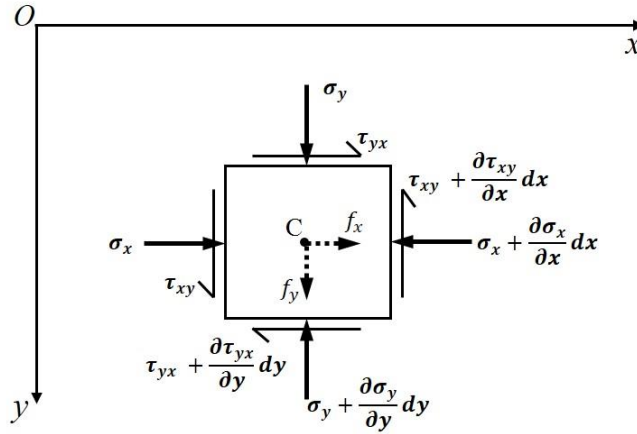 O
x
σ_y
τ_yx
τ_xy + ∂τ_xy/∂x dx
C
f_x
σ_x
σ_x + ∂σ_x/∂x dx
τ_xy
f_y
τ_yx + ∂τ_yx/∂y dy
σ_y + ∂σ_y/∂y dy
y